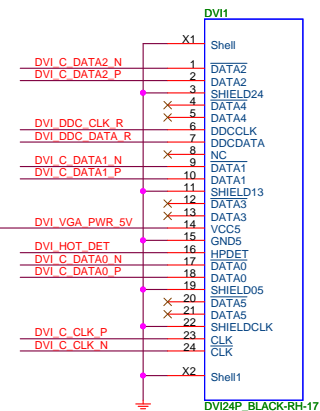 DVI1
X1 Shell
DVI_C_DATA2_N 1 DATA2
DVI_C_DATA2_P 2 DATA2
3 SHIELD24
4 DATA4
5 DATA4
DVI_DDC_CLK_R 6 DDCCLK
DVI_DDC_DATA_R 7 DDCDATA
8 NC
DVI_C_DATA1_N 9 DATA1
DVI_C_DATA1_P 10 DATA1
11 SHIELD13
12 DATA3
13 DATA3
DVI_VGA_PWR_5V 14 VCC5
15 GND5
DVI_HOT_DET 16 HPDET
DVI_C_DATA0_N 17 DATA0
DVI_C_DATA0_P 18 DATA0
19 SHIELD05
20 DATA5
21 DATA5
22 SHIELDCLK
DVI_C_CLK_P 23 CLK
DVI_C_CLK_N 24 CLK
X2 Shell1
DVI24P_BLACK-RH-17